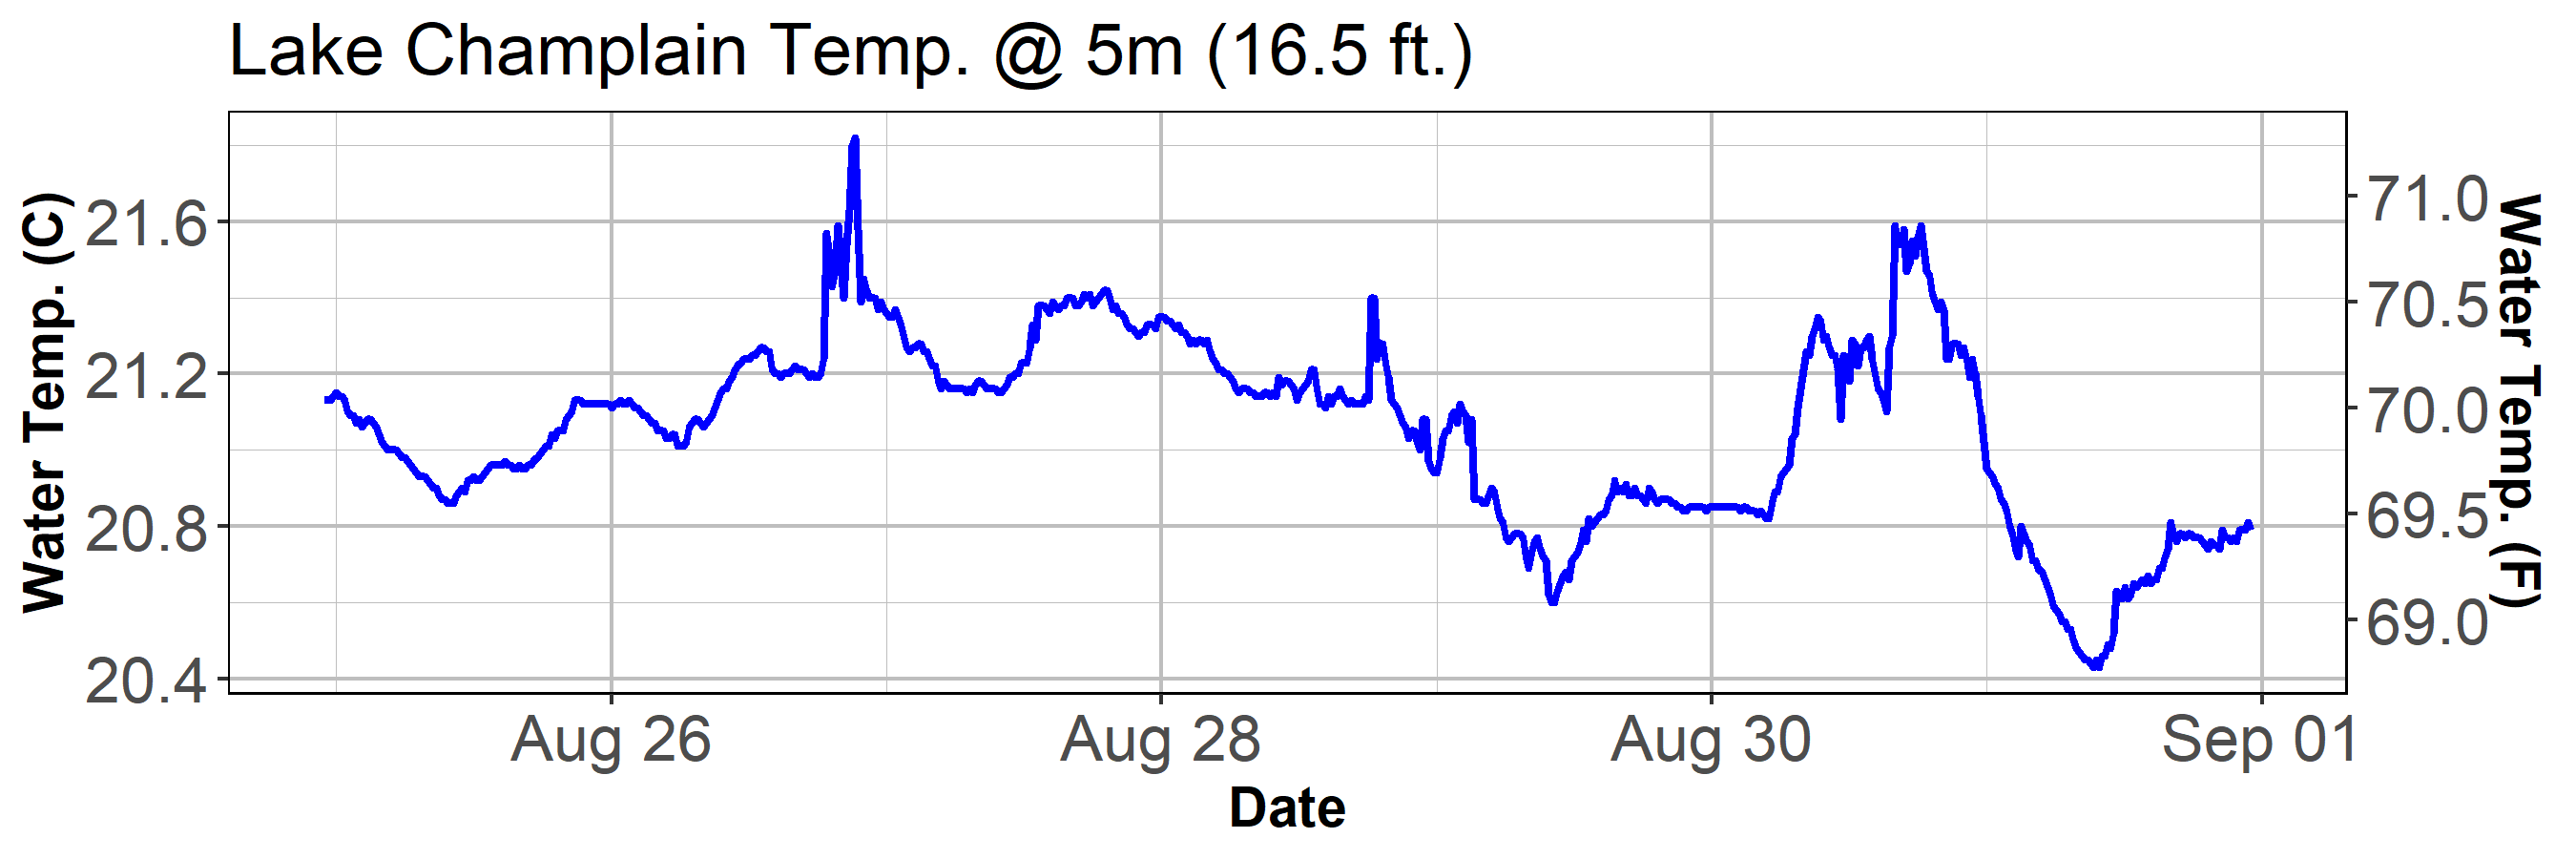 Lake Champlain Temp. @ 5m (16.5 ft.)
Water Temp. (C)
21.6
21.2
20.8
20.4
71.0
70.5
70.0
69.5
69.0
Water Temp. (F)
Aug 26
Aug 28
Aug 30
Sep 01
Date